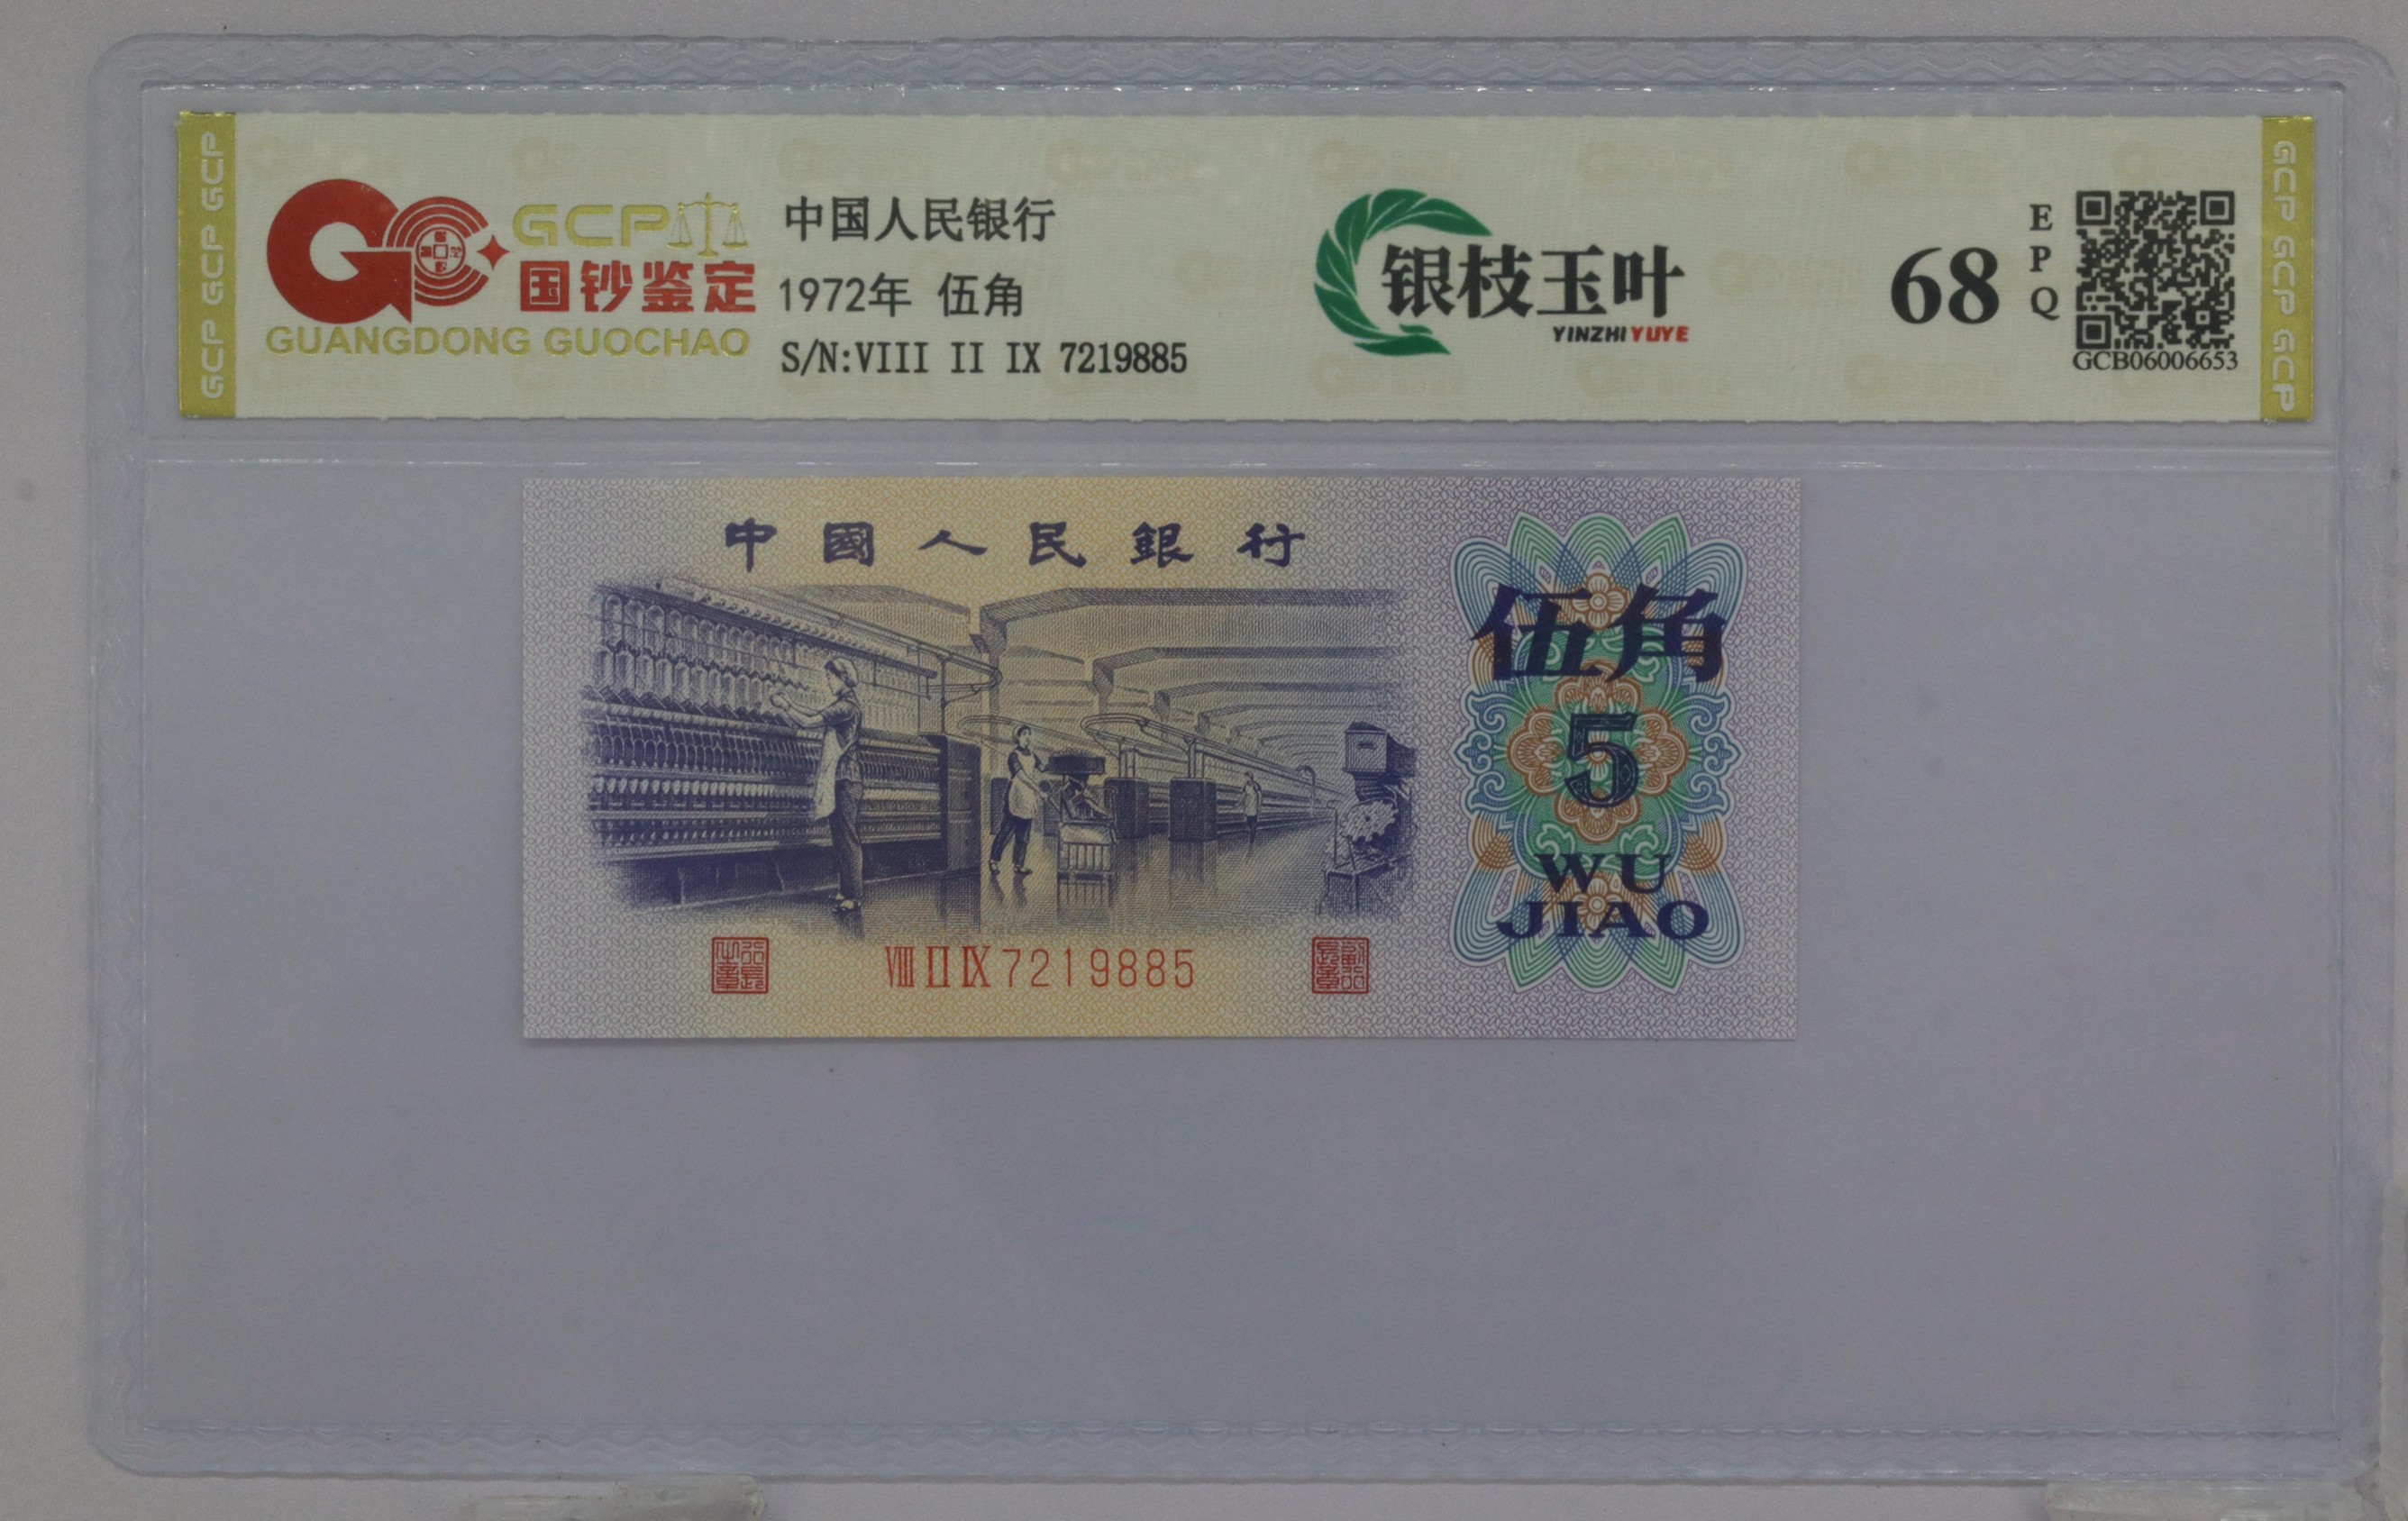 GCP GCP GCP
GCP
国钞鉴定
GUANGDONG GUOCHAO
中国人民银行
1972年 伍角
S/N:VIII II IX 7219885
银枝玉叶
YINZHI YUYE
68
EPQ
GCB06006653
GCP GCP GCP
中國人民銀行
伍角
5
WU
JIAO
VIII II IX 7219885